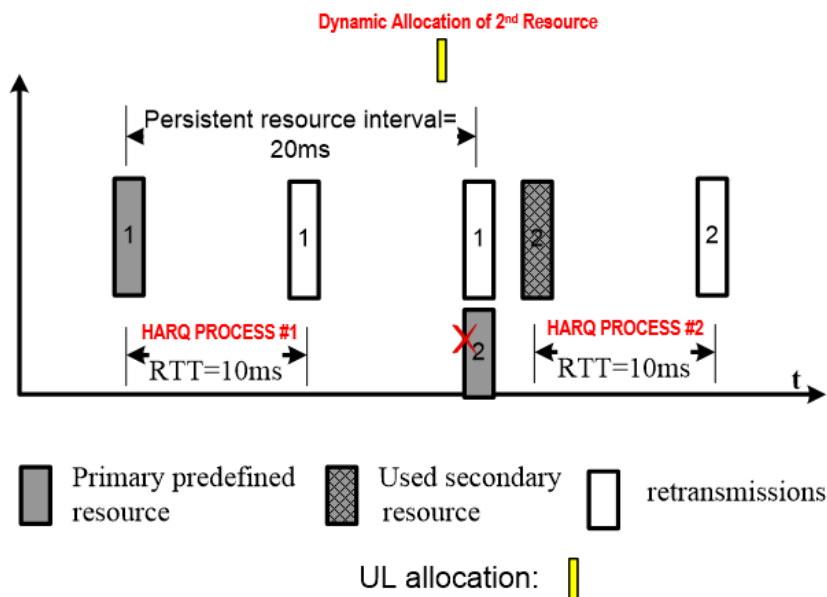 Dynamic Allocation of 2nd Resource
Persistent resource interval=
20ms
1
1
1
2
2
2
HARQ PROCESS #1
RTT=10ms
X
HARQ PROCESS #2
RTT=10ms
t
Primary predefined
resource
Used secondary
resource
retransmissions
UL allocation: